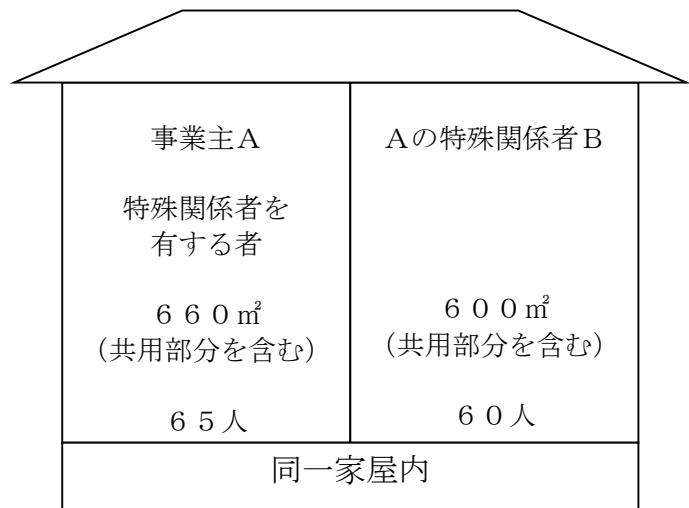 事業主A
特殊関係者を
有する者
６６０㎡
（共用部分を含む）
６５人
Aの特殊関係者B
６００㎡
（共用部分を含む）
６０人
同一家屋内